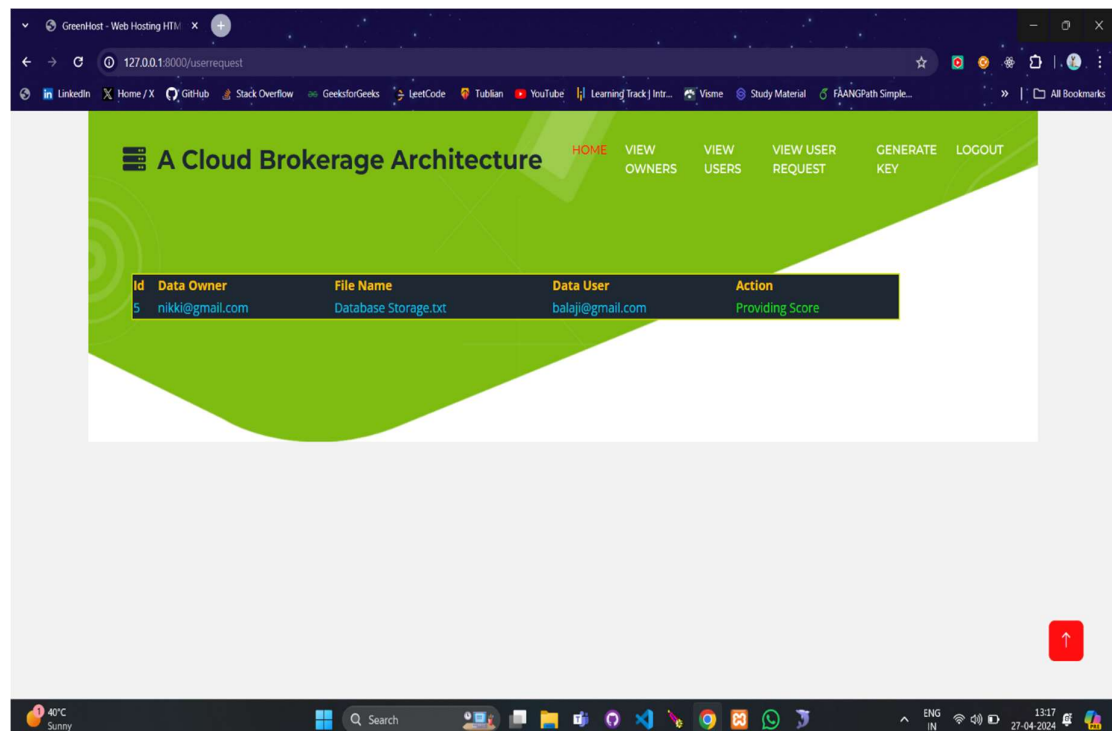 GreenHost - Web Hosting HTM
127.0.0.1:8000/userrequest
LinkedIn Home / X GitHub Stack Overflow GeeksforGeeks LeetCode Tublian YouTube Learning Track | Intr... Visme Study Material FAANGPath Simple... » All Bookmarks
A Cloud Brokerage Architecture
HOME VIEW OWNERS VIEW USERS VIEW USER REQUEST GENERATE KEY LOGOUT
Id Data Owner File Name Data User Action
5 nikki@gmail.com Database Storage.txt balaji@gmail.com Providing Score
1 40°C
Sunny
Search
ENG
IN
13:17
27-04-2024